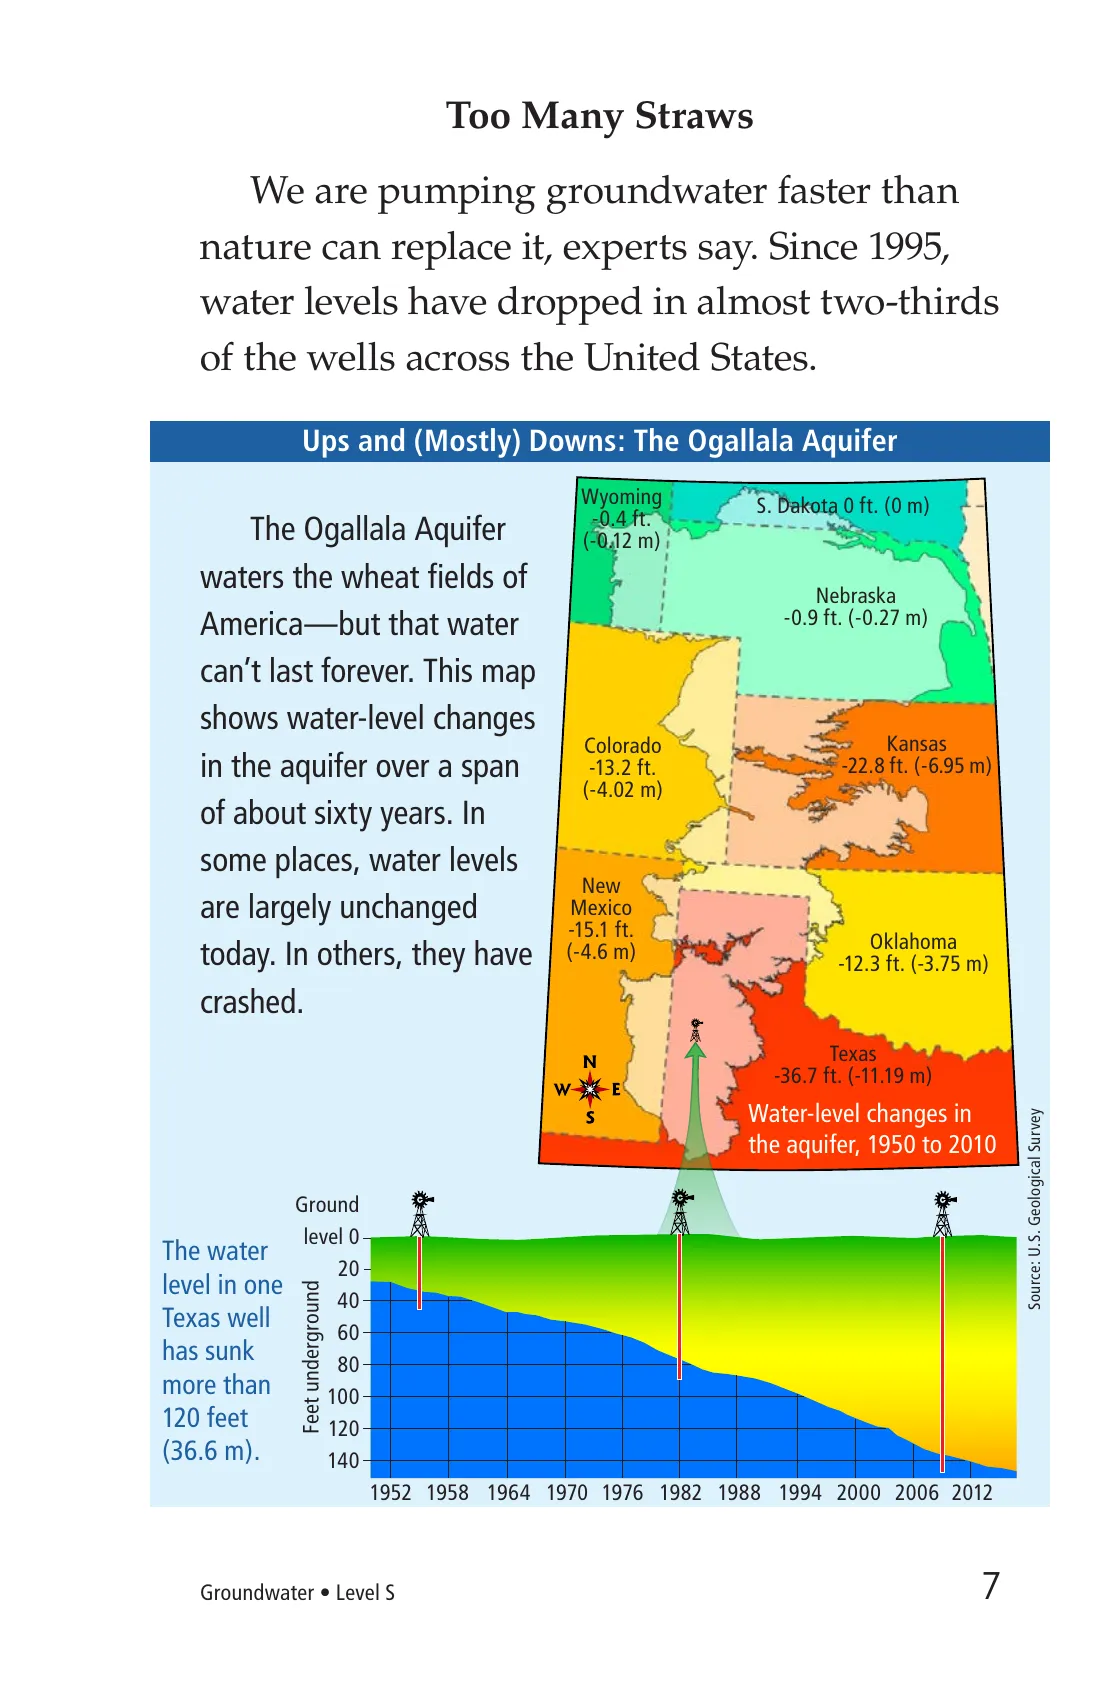 Too Many Straws
We are pumping groundwater faster than
nature can replace it, experts say. Since 1995,
water levels have dropped in almost two-thirds
of the wells across the United States.
Ups and (Mostly) Downs: The Ogallala Aquifer
The Ogallala Aquifer
waters the wheat fields of
America—but that water
can’t last forever. This map
shows water-level changes
in the aquifer over a span
of about sixty years. In
some places, water levels
are largely unchanged
today. In others, they have
crashed.
Wyoming
-0.4 ft.
(-0.12 m)
S. Dakota 0 ft. (0 m)
Nebraska
-0.9 ft. (-0.27 m)
Colorado
-13.2 ft.
(-4.02 m)
Kansas
-22.8 ft. (-6.95 m)
New
Mexico
-15.1 ft.
(-4.6 m)
Oklahoma
-12.3 ft. (-3.75 m)
Texas
-36.7 ft. (-11.19 m)
N
W E
S
Water-level changes in
the aquifer, 1950 to 2010
Source: U.S. Geological Survey
The water
level in one
Texas well
has sunk
more than
120 feet
(36.6 m).
Ground
level 0
20
40
60
80
100
120
140
Feet underground
1952 1958 1964 1970 1976 1982 1988 1994 2000 2006 2012
Groundwater • Level S
7